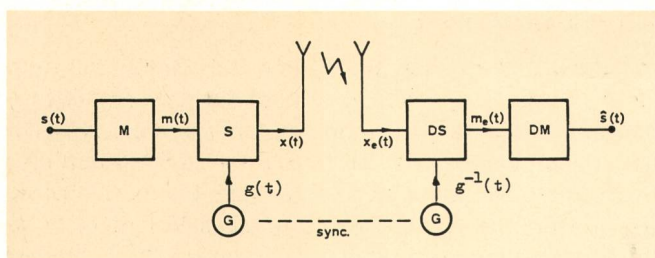 s(t) M m(t) S x(t) x_e(t) DS m_e(t) DM ŝ(t)
g(t) g⁻¹(t)
G sync. G